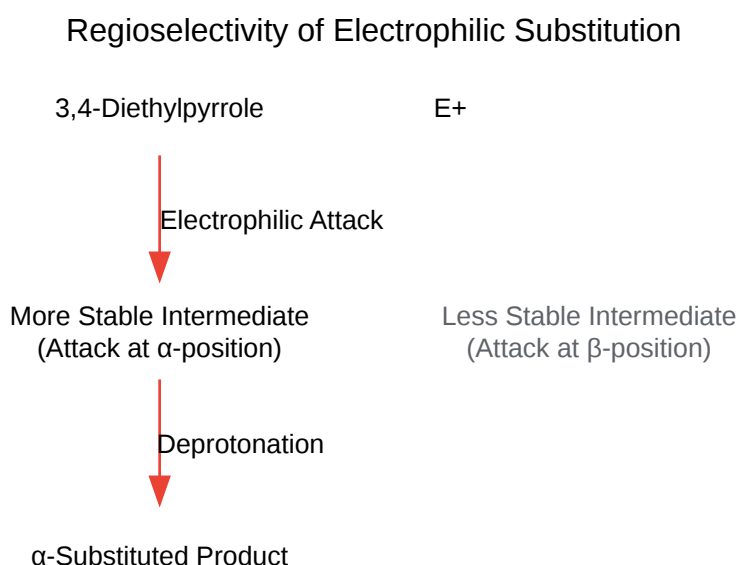 Regioselectivity of Electrophilic Substitution
3,4-Diethylpyrrole
E+
Electrophilic Attack
More Stable Intermediate
(Attack at α-position)
Less Stable Intermediate
(Attack at β-position)
Deprotonation
α-Substituted Product